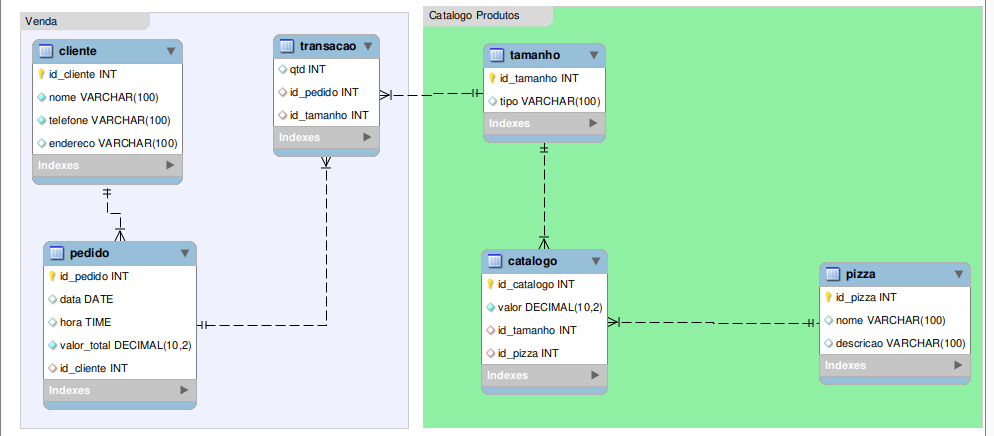 Venda
cliente
id_cliente INT
nome VARCHAR(100)
telefone VARCHAR(100)
endereco VARCHAR(100)
Indexes
transacao
qtd INT
id_pedido INT
id_tamanho INT
Indexes
pedido
id_pedido INT
data DATE
hora TIME
valor_total DECIMAL(10,2)
id_cliente INT
Indexes
Catalogo Produtos
tamanho
id_tamanho INT
tipo VARCHAR(100)
Indexes
catalogo
id_catalogo INT
valor DECIMAL(10,2)
id_tamanho INT
id_pizza INT
Indexes
pizza
id_pizza INT
nome VARCHAR(100)
descricao VARCHAR(100)
Indexes